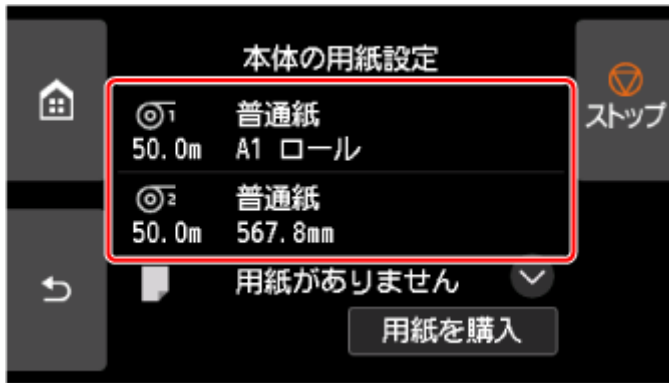 本体の用紙設定
ストップ
1 普通紙
50.0m A1 ロール
2 普通紙
50.0m 567.8mm
用紙がありません
用紙を購入